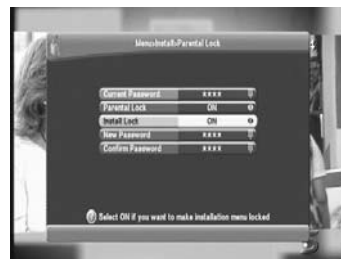 Menu>Install>Parental Lock
Current Password ****
Parental Lock ON
Install Lock ON
New Password ****
Confirm Password ****
Select ON if you want to make installation menu locked